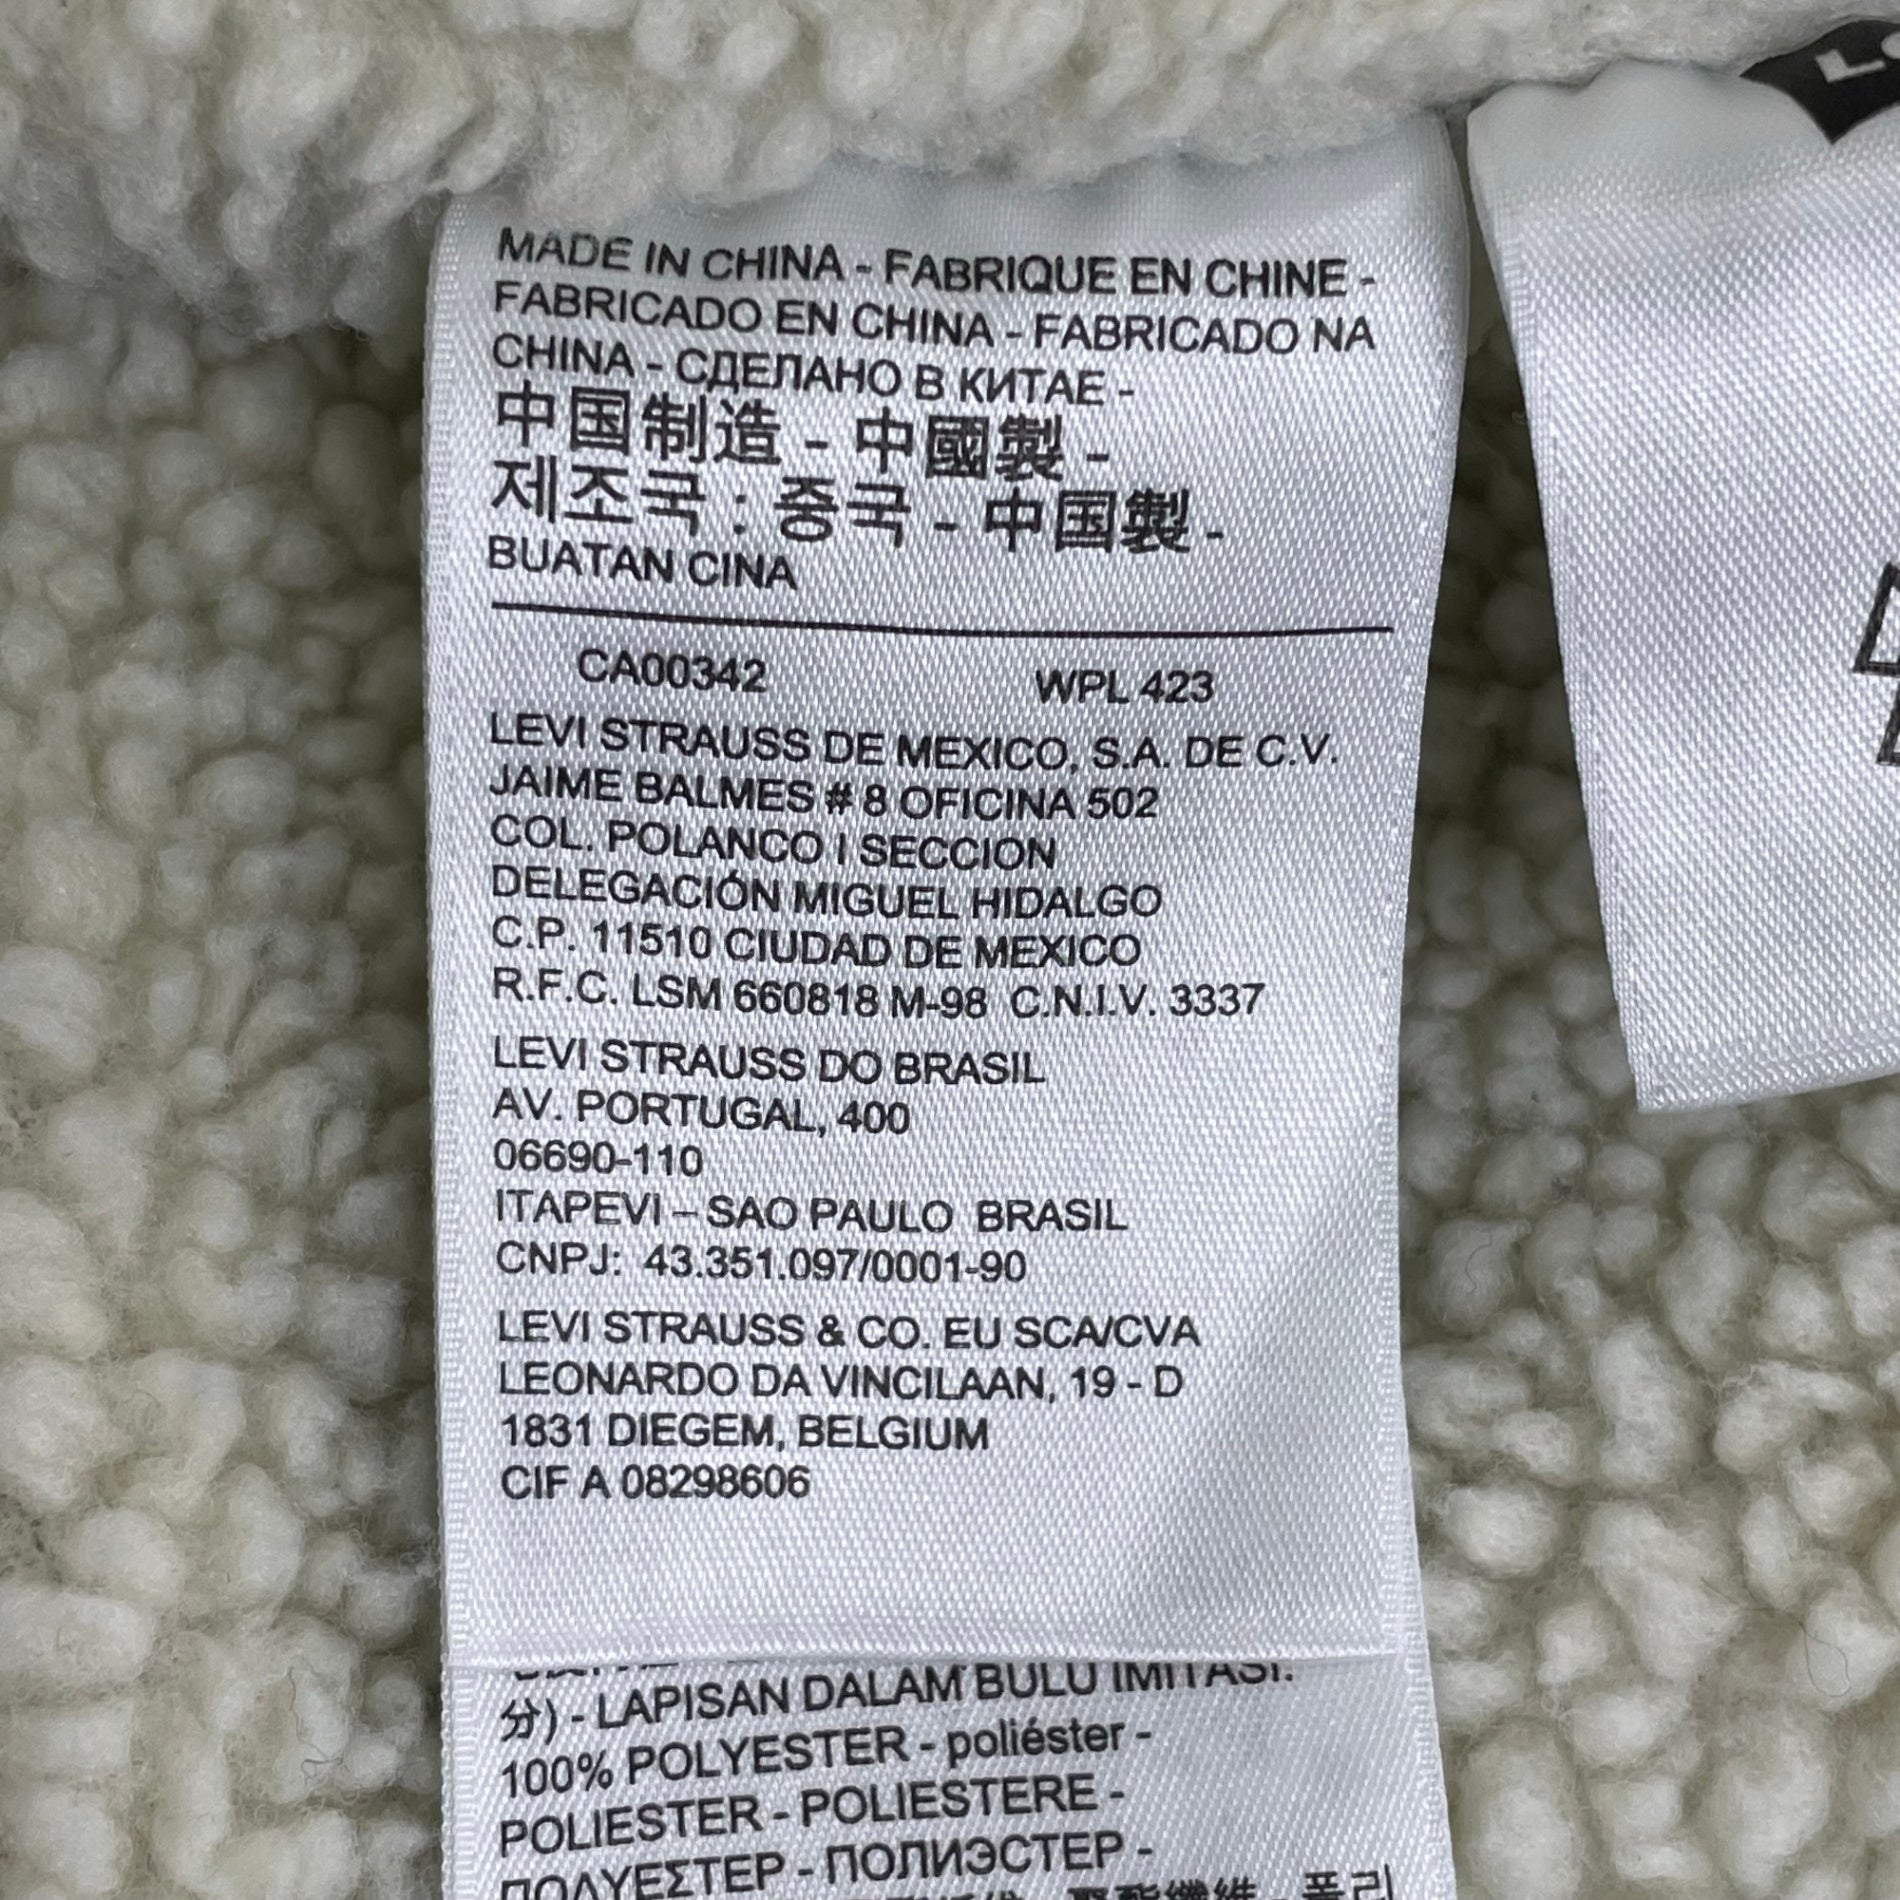 MADE IN CHINA - FABRIQUE EN CHINE -
FABRICADO EN CHINA - FABRICADO NA
CHINA - СДЕЛАНО В КИТАЕ -
中国制造 - 中國製 -
제조국 : 중국 - 中国製 -
BUATAN CINA
CA00342 WPL 423
LEVI STRAUSS DE MEXICO, S.A. DE C.V.
JAIME BALMES # 8 OFICINA 502
COL. POLANCO I SECCION
DELEGACIÓN MIGUEL HIDALGO
C.P. 11510 CIUDAD DE MEXICO
R.F.C. LSM 660818 M-98 C.N.I.V. 3337
LEVI STRAUSS DO BRASIL
AV. PORTUGAL, 400
06690-110
ITAPEVI – SAO PAULO BRASIL
CNPJ: 43.351.097/0001-90
LEVI STRAUSS & CO. EU SCA/CVA
LEONARDO DA VINCILAAN, 19 - D
1831 DIEGEM, BELGIUM
CIF A 08298606
分) - LAPISAN DALAM BULU IMITASI:
100% POLYESTER - poliéster -
POLIESTER - POLIESTERE -
ΠΟΛΥΕΣΤΕΡ - ПОЛИЭСТЕР -
폴리